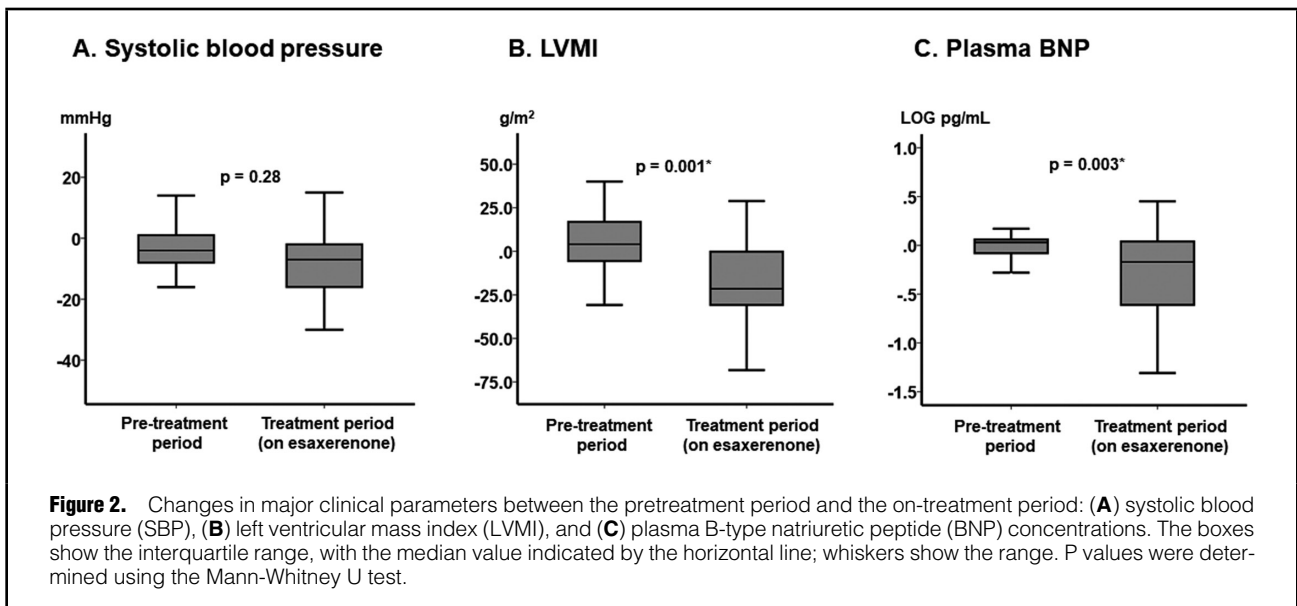 A. Systolic blood pressure
mmHg
20
0
-20
-40
p = 0.28
Pre-treatment
period
Treatment period
(on esaxerenone)
B. LVMI
g/m²
50.0
25.0
.0
-25.0
-50.0
-75.0
p = 0.001*
Pre-treatment
period
Treatment period
(on esaxerenone)
C. Plasma BNP
LOG pg/mL
1.0
.5
.0
-.5
-1.0
-1.5
p = 0.003*
Pre-treatment
period
Treatment period
(on esaxerenone)
Figure 2. Changes in major clinical parameters between the pretreatment period and the on-treatment period: (A) systolic blood
pressure (SBP), (B) left ventricular mass index (LVMI), and (C) plasma B-type natriuretic peptide (BNP) concentrations. The boxes
show the interquartile range, with the median value indicated by the horizontal line; whiskers show the range. P values were deter-
mined using the Mann-Whitney U test.